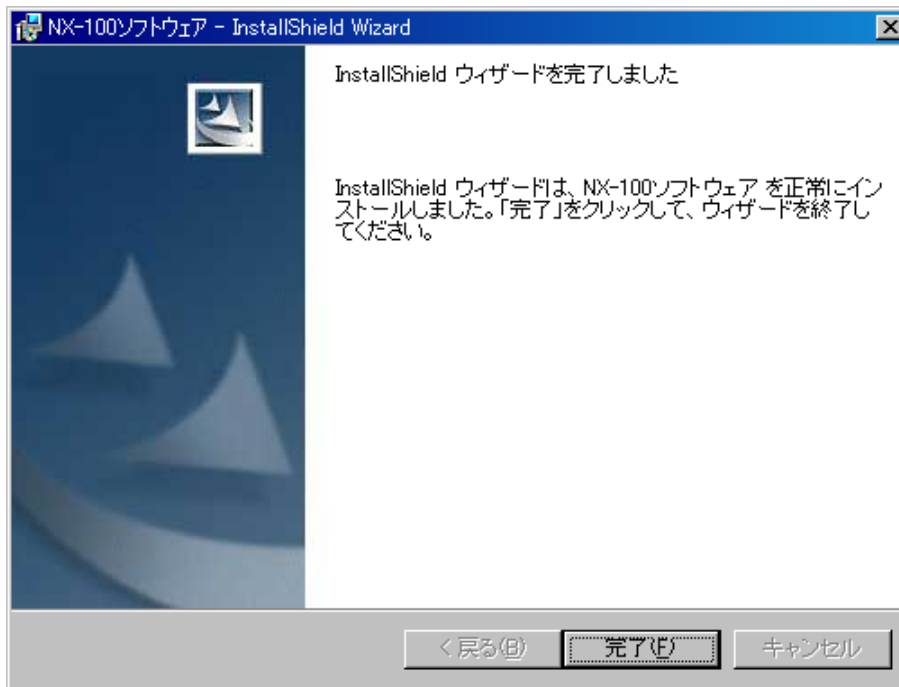 NX-100ソフトウェア - InstallShield Wizard
InstallShield ウィザードを完了しました
InstallShield ウィザードは、NX-100ソフトウェア を正常にイン
ストールしました。「完了」をクリックして、ウィザードを終了し
てください。
< 戻る(B)
完了(F)
キャンセル